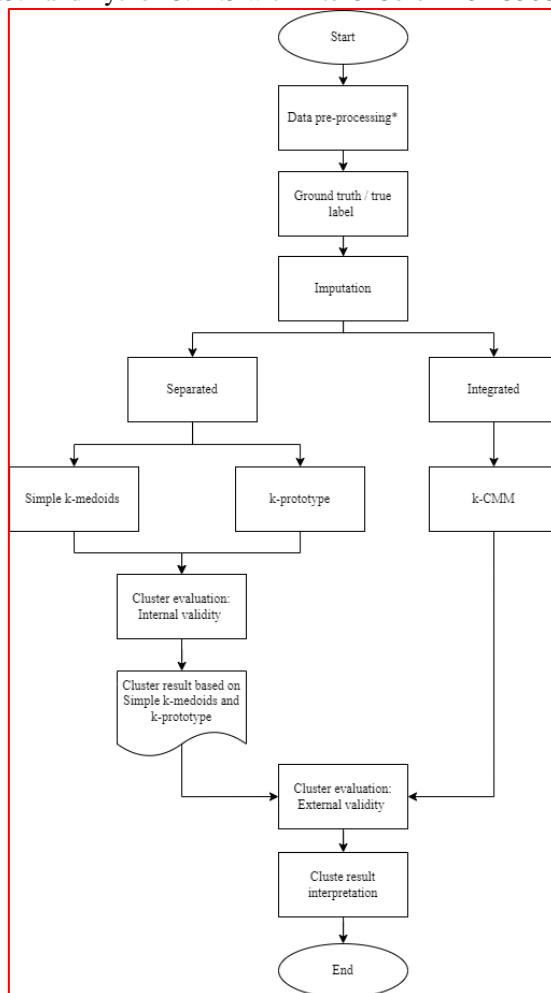 Start
Data pre-processing*
Ground truth / true
label
Imputation
Separated
Integrated
Simple k-medoids
k-prototype
k-CMM
Cluster evaluation:
Internal validity
Cluster result based on
Simple k-medoids and
k-prototype
Cluster evaluation:
External validity
Cluste result
interpretation
End